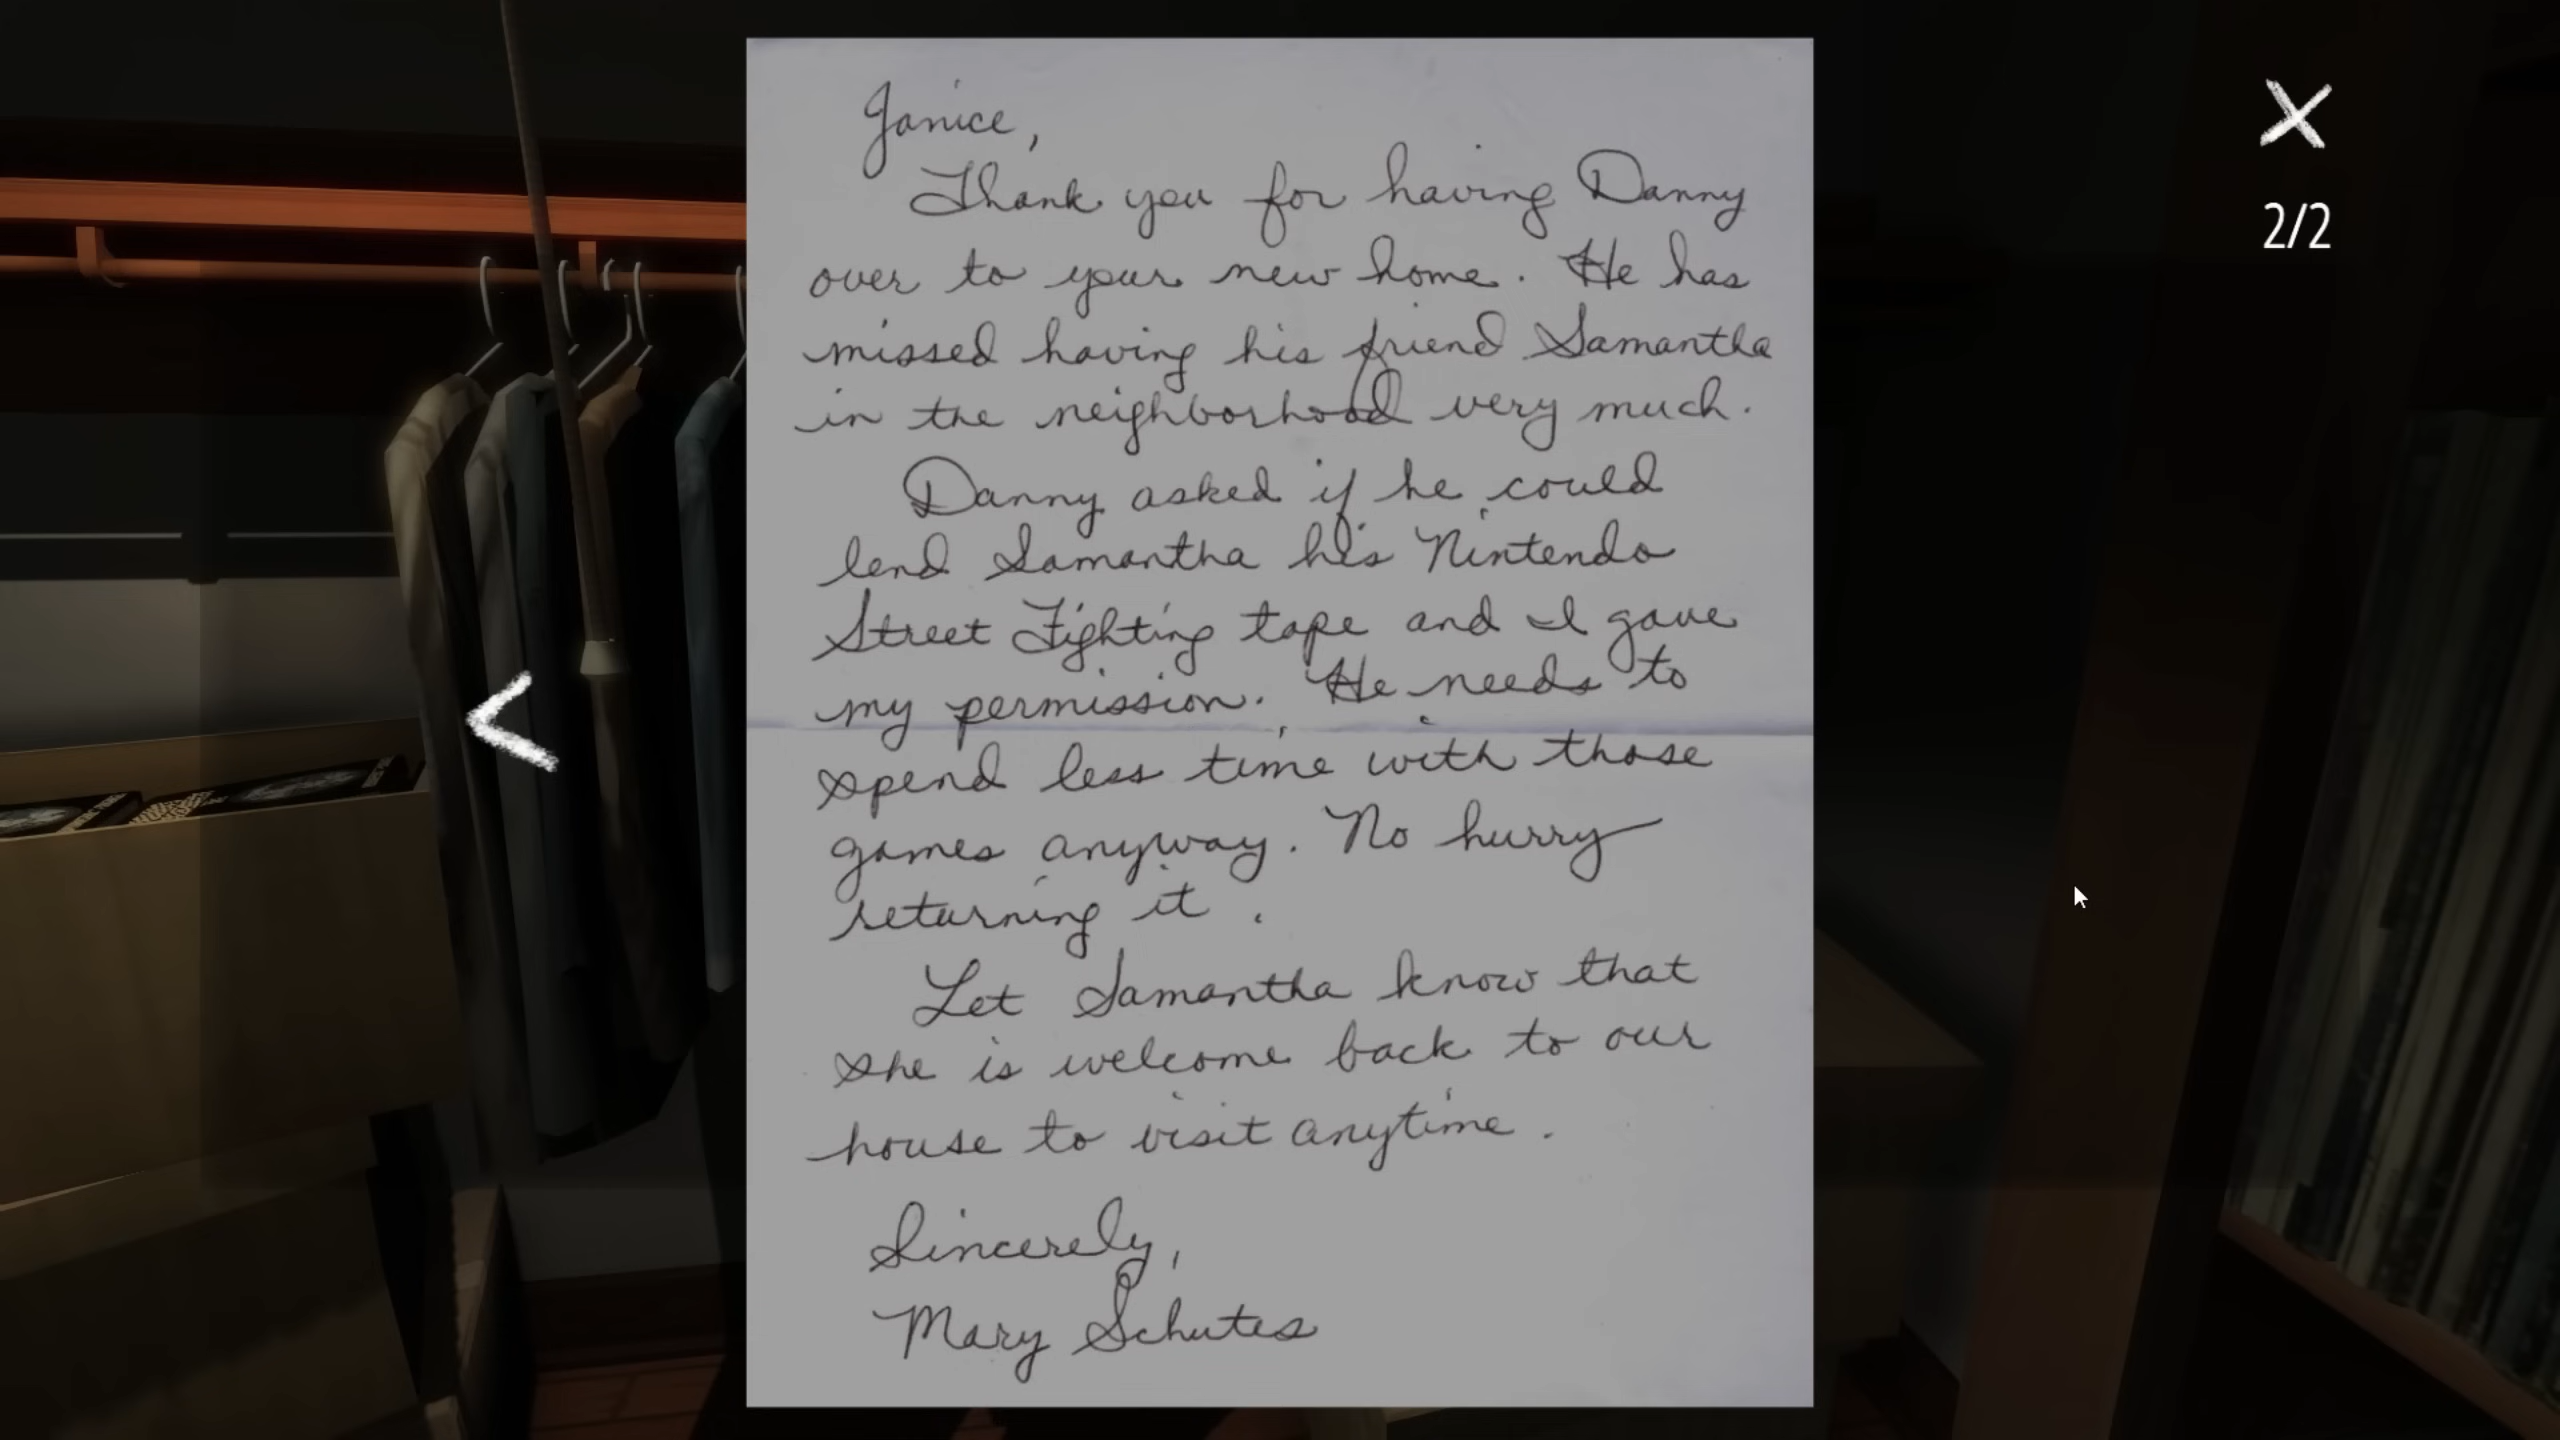 Janice,
Thank you for having Danny
over to your new home. He has
missed having his friend Samantha
in the neighborhood very much.
Danny asked if he could
lend Samantha his Nintendo
Street Fighting tape and I gave
my permission. He needs to
spend less time with those
games anyway. No hurry
returning it.
Let Samantha know that
she is welcome back to our
house to visit anytime.
Sincerely,
Mary Schutes
2/2